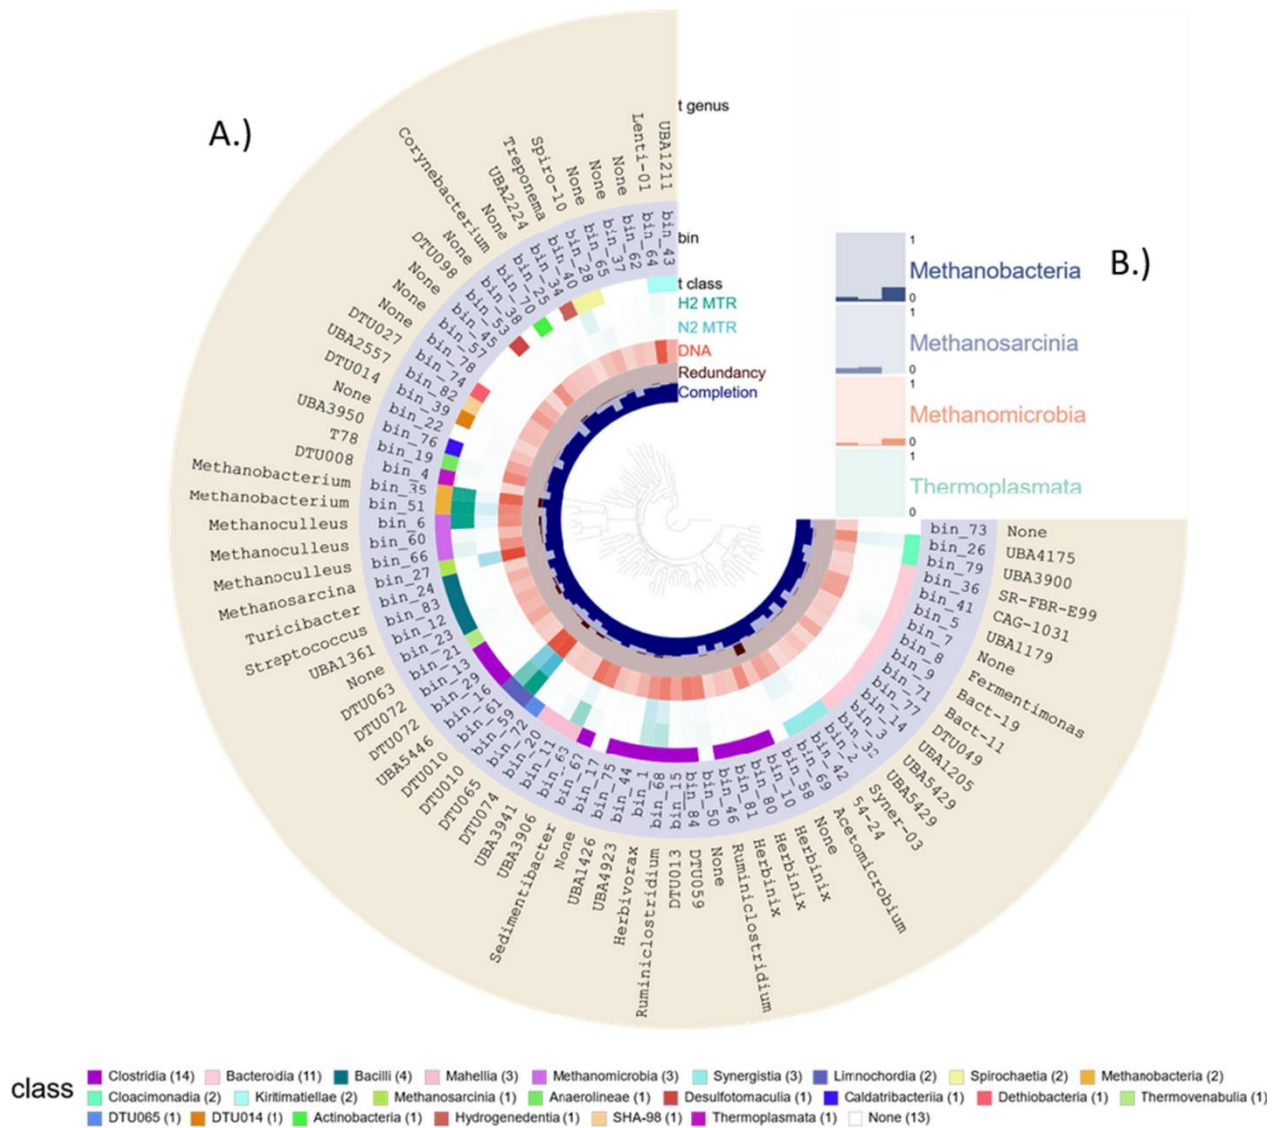 A.)
t genus
UBA1211
Lenti-01
None
None
None
Spiro-10
Treponema
UBA2224
None
Corynebacterium
None
DTU098
None
None
None
DTU027
UBA2557
DTU014
None
UBA3950
T78
DTU008
Methanobacterium
Methanobacterium
Methanoculleus
Methanoculleus
Methanoculleus
Methanosarcina
Turicibacter
Streptococcus
UBA1361
None
DTU063
DTU072
DTU072
UBA5446
DTU010
DTU010
DTU065
DTU074
UBA3941
UBA3906
Sedimentibacter
None
UBA1426
UBA4923
Herbivorax
Ruminiclostridium
DTU013
DTU059
None
Ruminiclostridium
Herbinix
Herbinix
Herbinix
None
Acetomicrobium
54-24
Syner-03
UBA5429
UBA5429
UBA1205
DTU049
Bact-11
Bact-19
Fermentimonas
None
UBA1179
CAG-1031
SR-FBR-E99
UBA3900
UBA4175
None
bin
bin_43
bin_64
bin_62
bin_37
bin_65
bin_28
bin_40
bin_34
bin_25
bin_70
bin_38
bin_53
bin_45
bin_57
bin_78
bin_74
bin_82
bin_39
bin_22
bin_76
bin_19
bin_4
bin_35
bin_51
bin_6
bin_60
bin_66
bin_27
bin_24
bin_83
bin_12
bin_23
bin_21
bin_13
bin_29
bin_16
bin_61
bin_59
bin_72
bin_20
bin_11
bin_63
bin_67
bin_17
bin_75
bin_44
bin_1
bin_68
bin_15
bin_84
bin_50
bin_46
bin_81
bin_80
bin_10
bin_58
bin_69
bin_42
bin_2
bin_3
bin_14
bin_77
bin_71
bin_9
bin_8
bin_7
bin_5
bin_41
bin_36
bin_79
bin_26
bin_73
t class
H2 MTR
N2 MTR
DNA
Redundancy
Completion
B.)
1
Methanobacteria
0
1
Methanosarcinia
0
1
Methanomicrobia
0
1
Thermoplasmata
0
class
Clostridia (14) Bacteroidia (11) Bacilli (4) Mahellia (3) Methanomicrobia (3) Synergistia (3) Limnochordia (2) Spirochaetia (2) Methanobacteria (2)
Cloacimonadia (2) Kiritimatiellae (2) Methanosarcinia (1) Anaerolineae (1) Desulfotomaculia (1) Caldatribacteriia (1) Dethiobacteria (1) Thermovenabulia (1)
DTU065 (1) DTU014 (1) Actinobacteria (1) Hydrogenedentia (1) SHA-98 (1) Thermoplasmata (1) None (13)